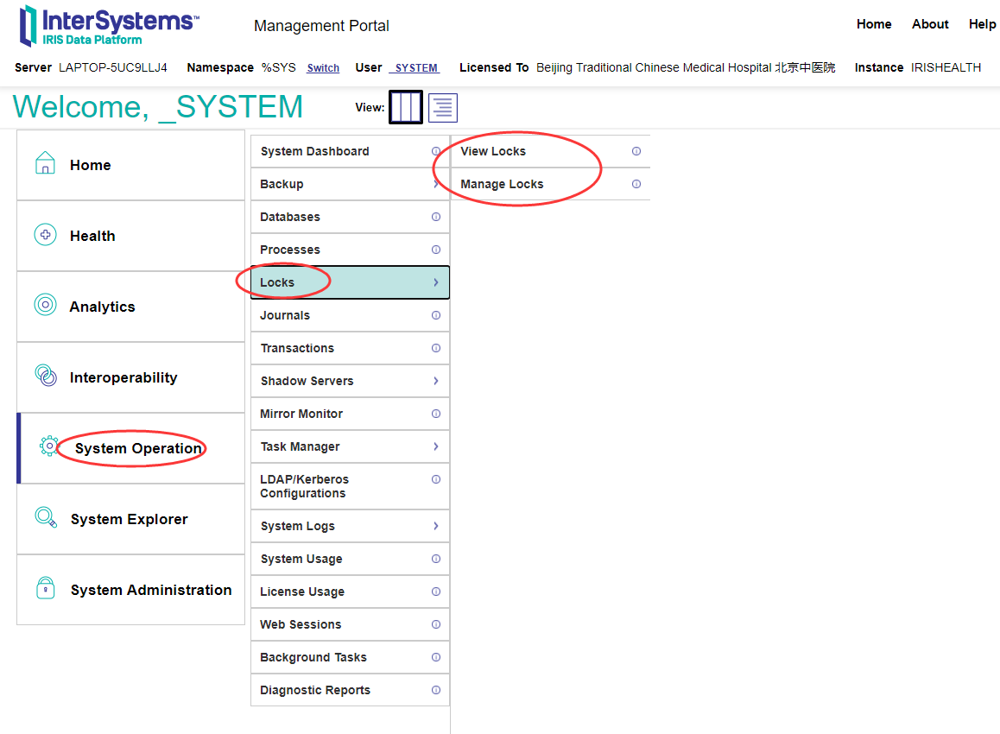 InterSystems™
IRIS Data Platform
Management Portal
Home About Help
Server LAPTOP-5UC9LLJ4 Namespace %SYS Switch User _SYSTEM Licensed To Beijing Traditional Chinese Medical Hospital 北京中医院 Instance IRISHEALTH
Welcome, _SYSTEM
View:
Home
Health
Analytics
Interoperability
System Operation
System Explorer
System Administration
System Dashboard
Backup
Databases
Processes
Locks
Journals
Transactions
Shadow Servers
Mirror Monitor
Task Manager
LDAP/Kerberos
Configurations
System Logs
System Usage
License Usage
Web Sessions
Background Tasks
Diagnostic Reports
View Locks
Manage Locks